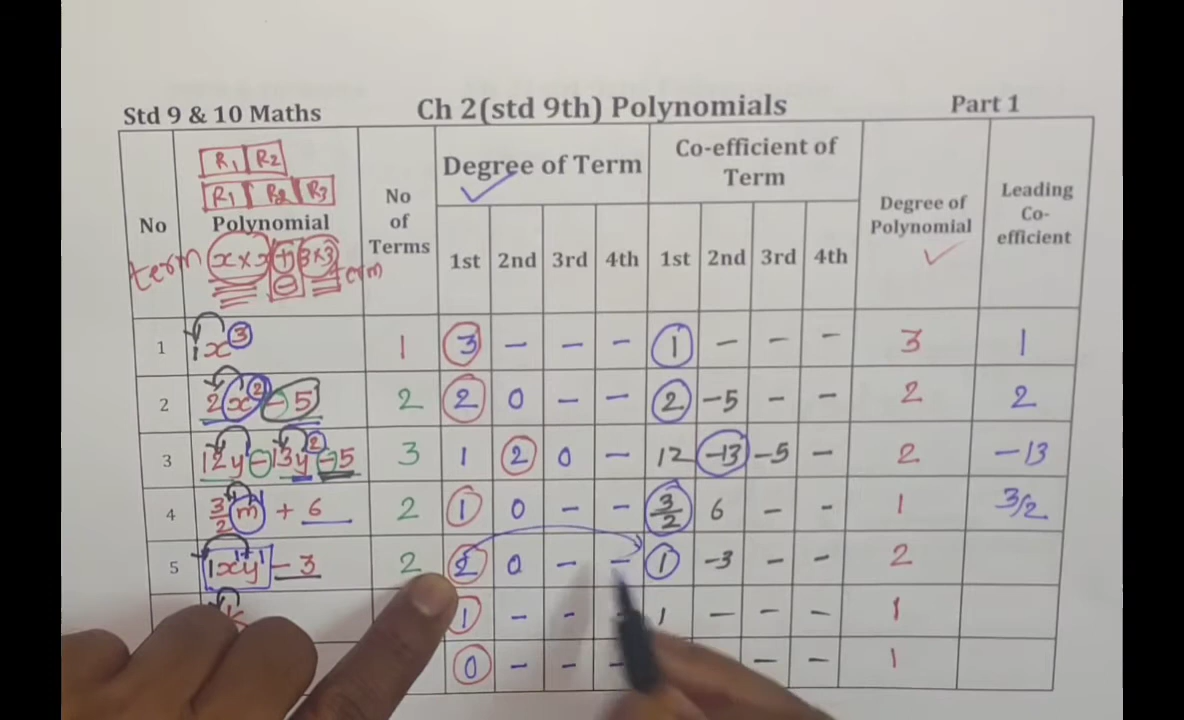 Std 9 & 10 Maths Ch 2(std 9th) Polynomials Part 1
R1 R2
R1 R2 R3
No Polynomial No of Terms Degree of Term Co-efficient of Term Degree of Polynomial Leading Co-efficient
term x × x + 3×3 term
−
1st 2nd 3rd 4th 1st 2nd 3rd 4th
1 1x³ 1 3 – – – 1 – – – 3 1
2 2x² – 5 2 2 0 – – 2 –5 – – 2 2
3 12y – 13y² – 5 3 1 2 0 – 12 –13 –5 – 2 –13
4 3/2 m¹ + 6 2 1 0 – – 3/2 6 – – 1 3/2
5 1x¹y¹ – 3 2 2 0 – – 1 –3 – – 2
k 1 – – 1 – – – 1
0 – – – – – 1